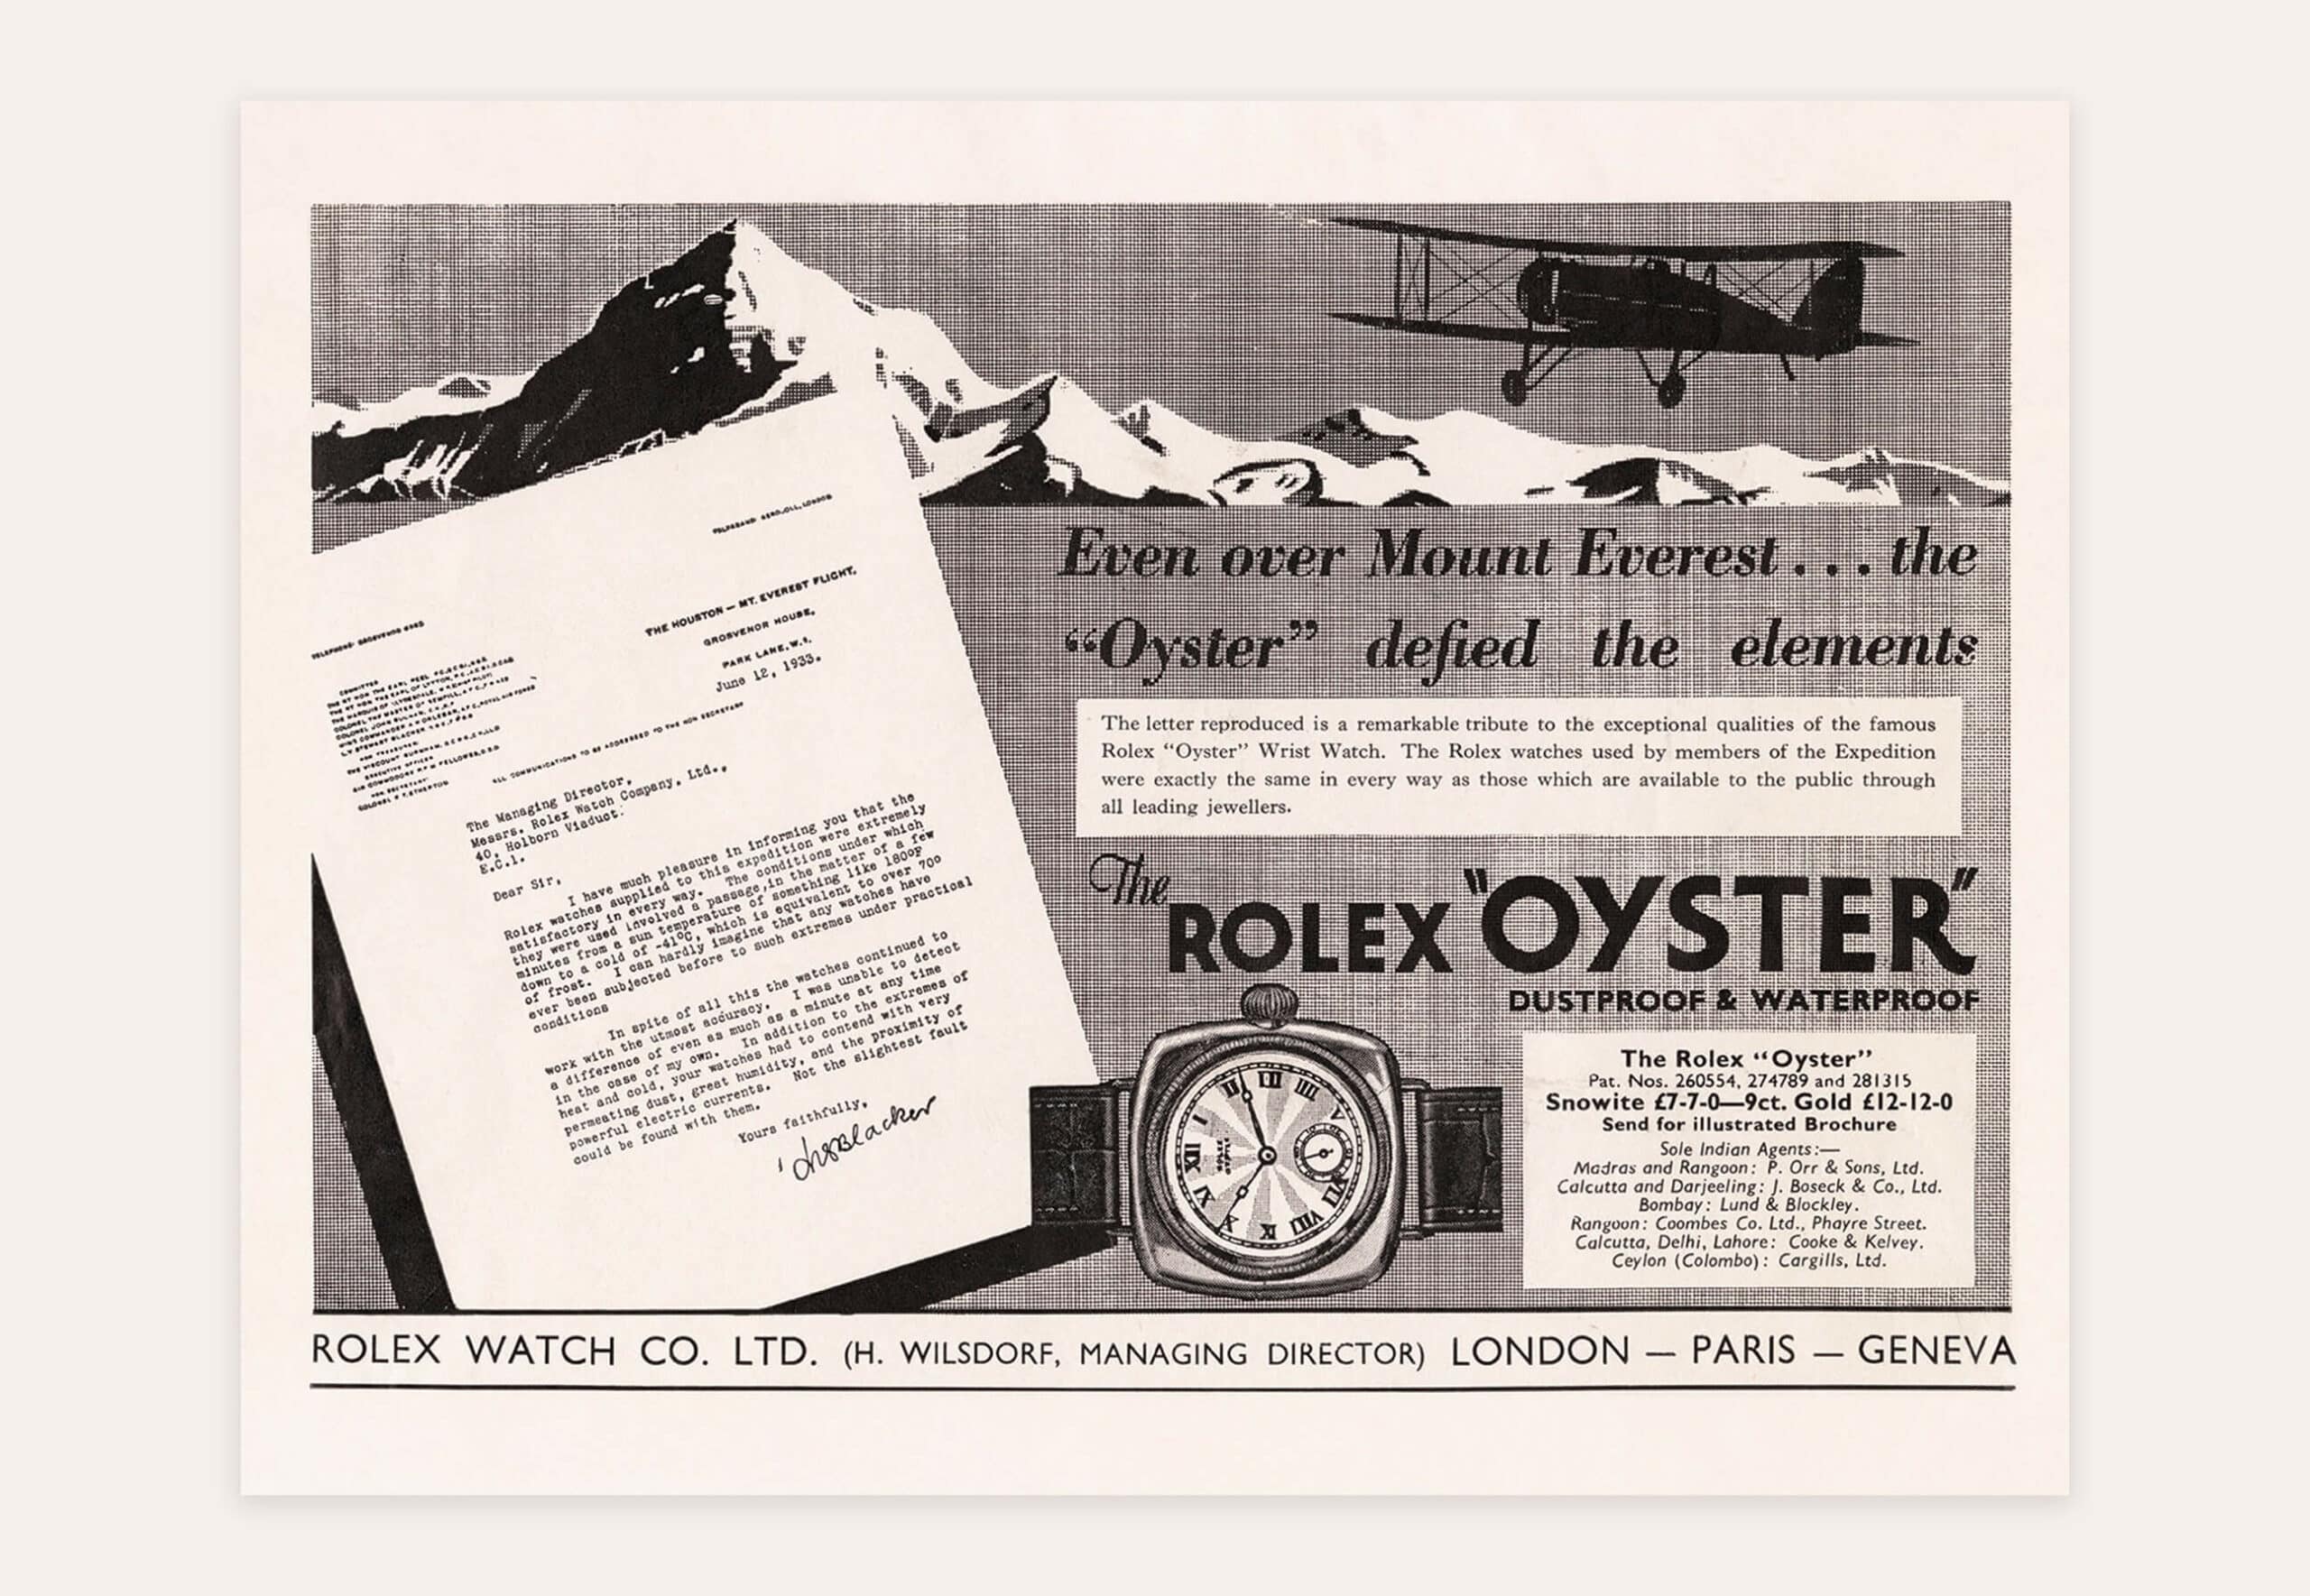 LONDON
THE HOUSTON — MT. EVEREST FLIGHT,
GROSVENOR HOUSE,
PARK LANE, W.1.
June 12, 1933.
COMMITTEE
ALL COMMUNICATIONS TO BE ADDRESSED TO THE HON SECRETARY
The Managing Director,
Messrs. Rolex Watch Company, Ltd.,
40, Holborn Viaduct.
E.C.1.
Dear Sir,
I have much pleasure in informing you that the
Rolex watches supplied to this expedition were extremely
satisfactory in every way. The conditions under which
they were used involved a passage, in the matter of a few
minutes from a sun temperature of something like 180°F
down to a cold of -41°C, which is equivalent to over 70°
of frost. I can hardly imagine that any watches have
ever been subjected before to such extremes under practical
conditions
In spite of all this the watches continued to
work with the utmost accuracy. I was unable to detect
a difference of even as much as a minute at any time
in the case of my own. In addition to the extremes of
heat and cold, your watches had to contend with very
permeating dust, great humidity, and the proximity of
powerful electric currents. Not the slightest fault
could be found with them.
Yours faithfully,
Blacker
Even over Mount Everest... the
“Oyster” defied the elements
The letter reproduced is a remarkable tribute to the exceptional qualities of the famous
Rolex “Oyster” Wrist Watch. The Rolex watches used by members of the Expedition
were exactly the same in every way as those which are available to the public through
all leading jewellers.
The
ROLEX "OYSTER"
DUSTPROOF & WATERPROOF
The Rolex “Oyster”
Pat. Nos. 260554, 274789 and 281315
Snowite £7-7-0—9ct. Gold £12-12-0
Send for illustrated Brochure
Sole Indian Agents:—
Madras and Rangoon: P. Orr & Sons, Ltd.
Calcutta and Darjeeling: J. Boseck & Co., Ltd.
Bombay: Lund & Blockley.
Rangoon: Coombes Co. Ltd., Phayre Street.
Calcutta, Delhi, Lahore: Cooke & Kelvey.
Ceylon (Colombo): Cargills, Ltd.
ROLEX WATCH CO. LTD. (H. WILSDORF, MANAGING DIRECTOR) LONDON — PARIS — GENEVA